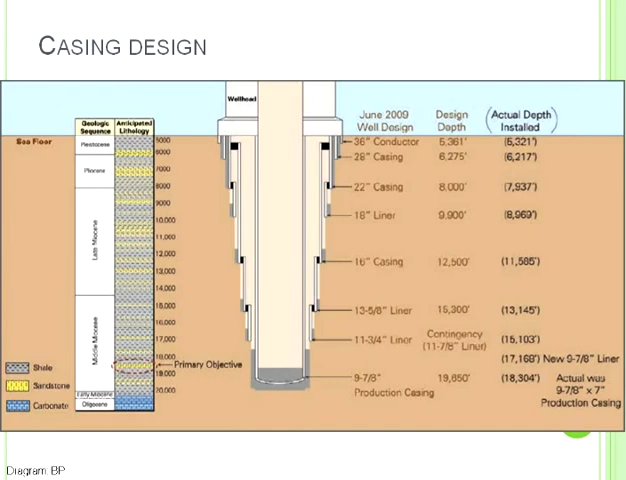 CASING DESIGN
Wellhead
June 2009
Well Design
Design
Depth
(Actual Depth
Installed)
Sea Floor
Geologic
Sequence
Anticipated
Lithology
Pleistocene
Pliocene
Late Miocene
Middle Miocene
Early Miocene
Oligocene
5000
6000
7000
8000
9000
10,000
11,000
12,000
13,000
14,000
15,000
16,000
17,000
18,000
19,000
20,000
Primary Objective
Shale
Sandstone
Carbonate
36" Conductor 5,361' (5,321')
28" Casing 6,275' (6,217')
22" Casing 8,000' (7,937')
18" Liner 9,900' (8,969')
16" Casing 12,500' (11,585')
13-5/8" Liner 15,300' (13,145')
11-3/4" Liner Contingency (15,103')
(11-7/8" Liner)
(17,168') New 9-7/8" Liner
9-7/8" 19,650' (18,304') Actual was
Production Casing 9-7/8" x 7"
Production Casing
Diagram: BP